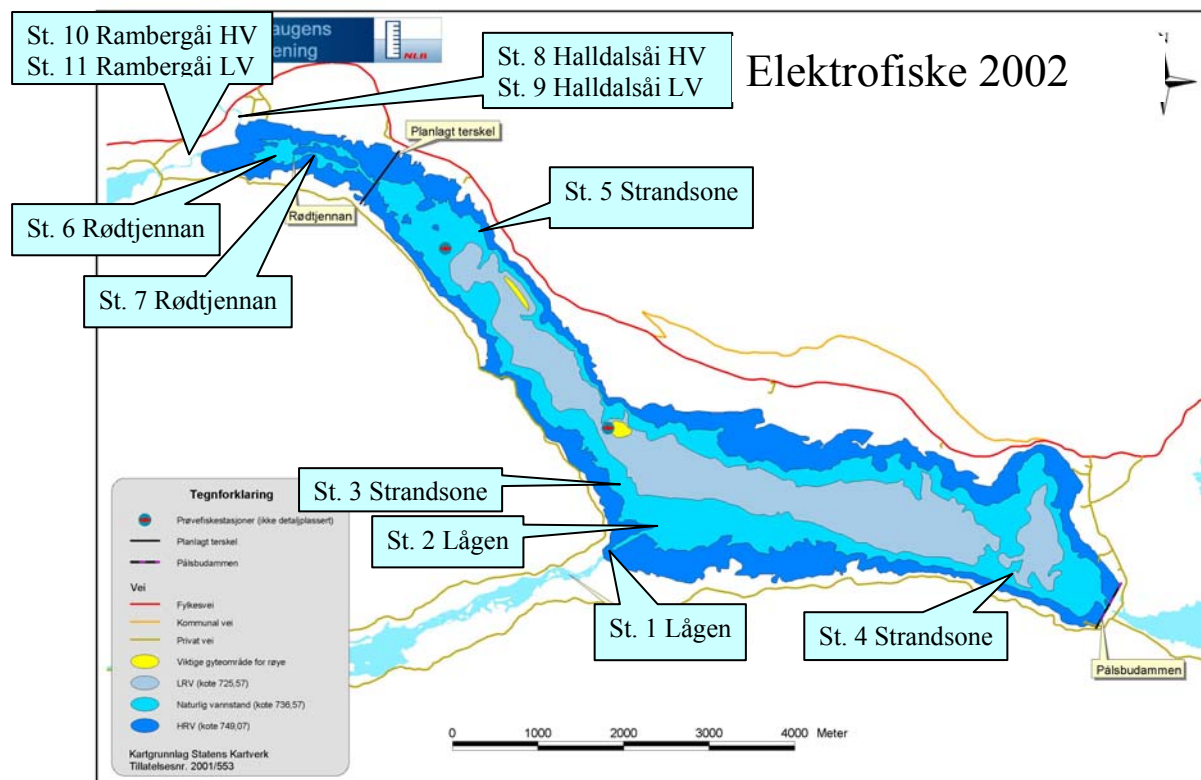 St. 10 Rambergåi HV
St. 11 Rambergåi LV
augens
ening
NLB
St. 8 Halldalsåi HV
St. 9 Halldalsåi LV
Elektrofiske 2002
Planlagt terskel
St. 5 Strandsone
St. 6 Rødtjennan
Rødtjennan
St. 7 Rødtjennan
St. 3 Strandsone
St. 2 Lågen
St. 1 Lågen
St. 4 Strandsone
Pålsbudammen
Tegnforklaring
Prøvefiskestasjoner (ikke detaljplassert)
Planlagt terskel
Pålsbudammen
Vei
Fylkesvei
Kommunal vei
Privat vei
Viktige gyteområde for røye
LRV (kote 725,57)
Naturlig vannstand (kote 736,57)
HRV (kote 749,07)
Kartgrunnlag Statens Kartverk
Tillatelsesnr. 2001/553
0 1000 2000 3000 4000 Meter